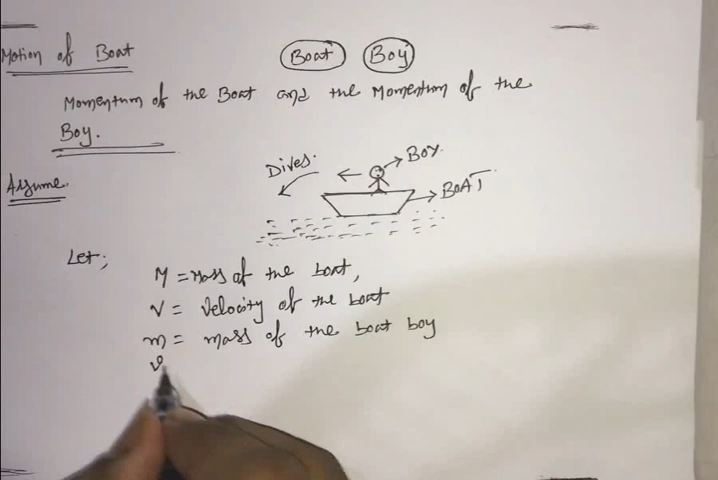 Motion of Boat
Boat Boy
Momentum of the Boat and the Momentum of the
Boy.
Assume.
Dives.
BOY.
BOAT
Let;
M = mass of the boat,
V = Velocity of the boat
m = mass of the boat boy
v